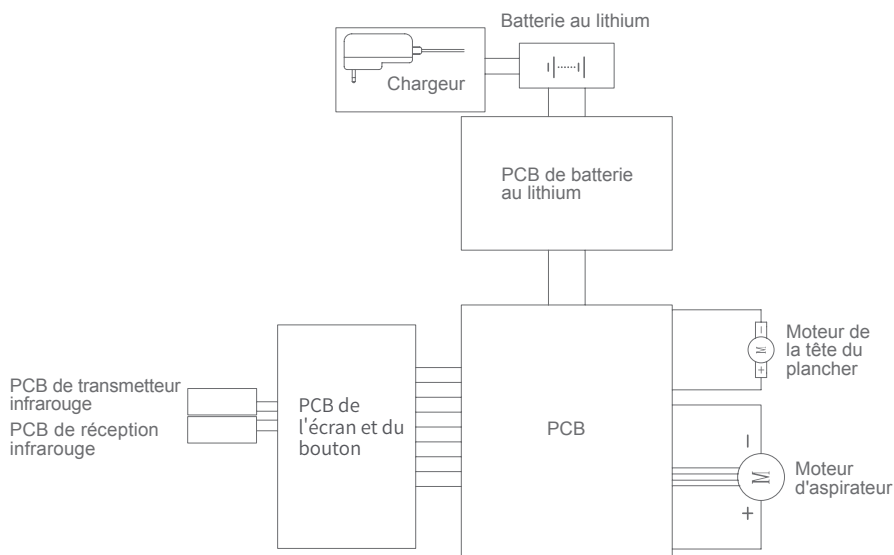 Batterie au lithium
Chargeur
PCB de batterie
au lithium
Moteur de
la tête du
plancher
PCB de transmetteur
infrarouge
PCB de réception
infrarouge
PCB de
l'écran et du
bouton
PCB
Moteur
d'aspirateur
M
M